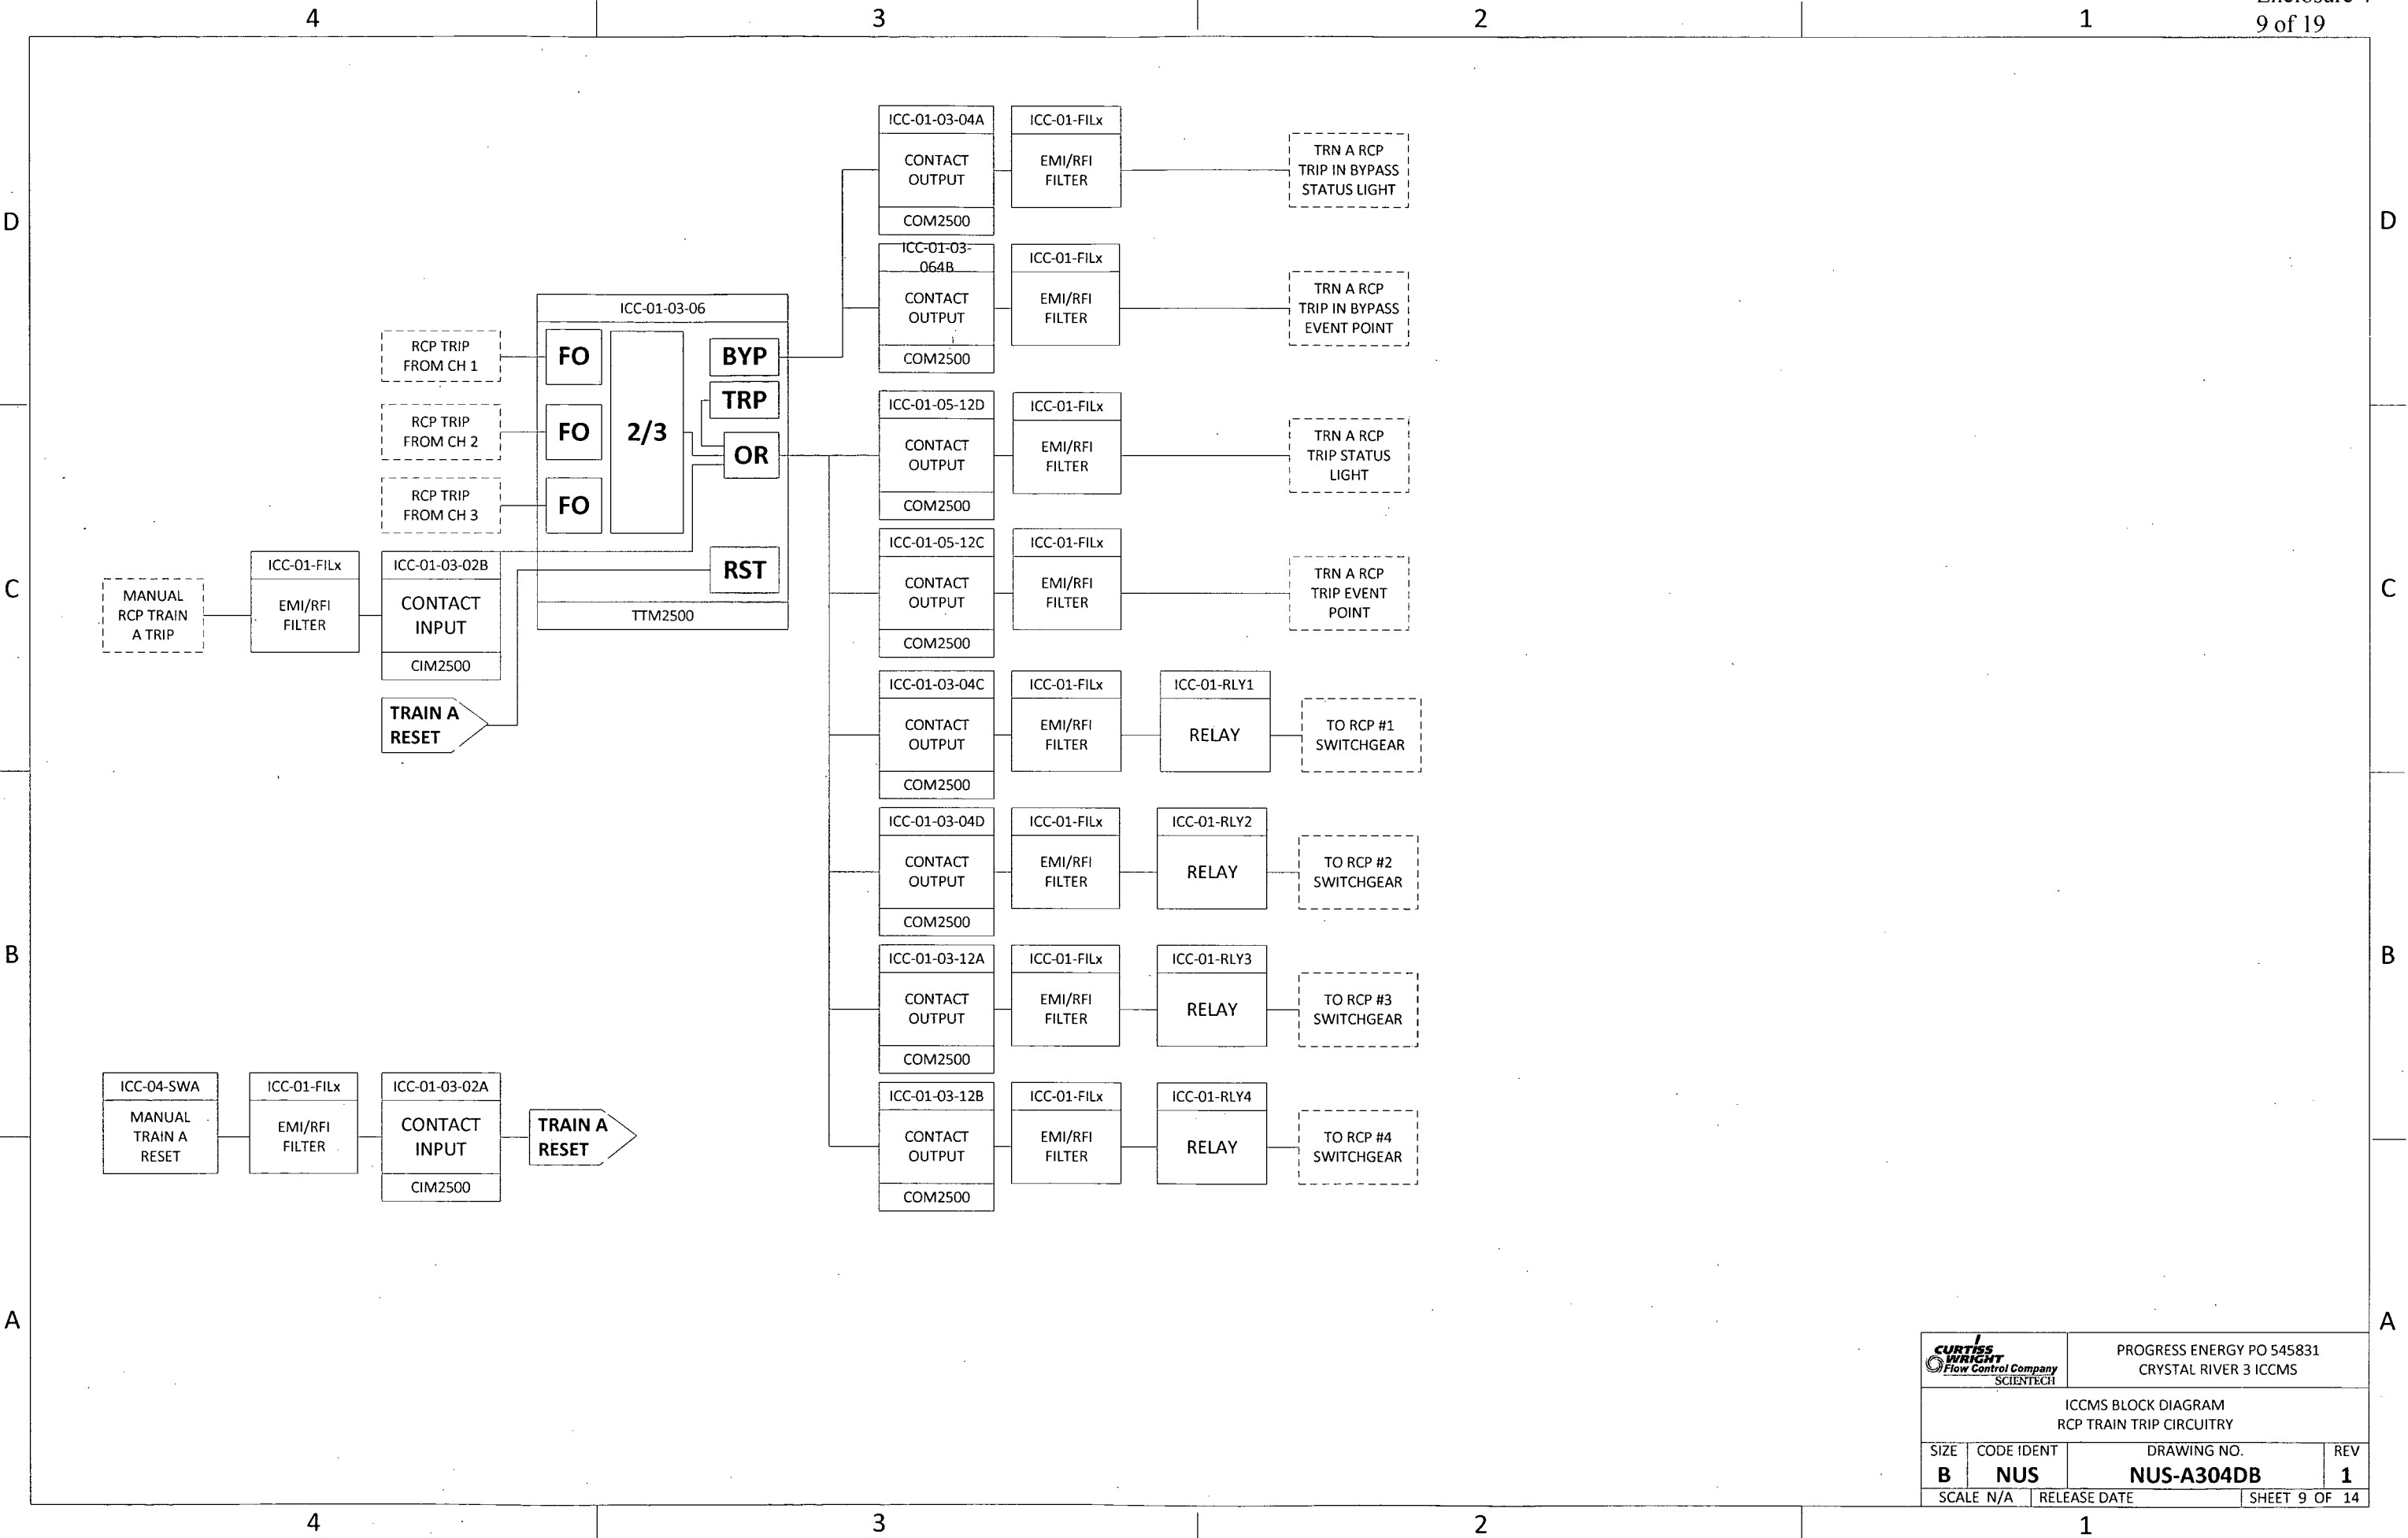 4
3
2
1
9 of 19
D
C
B
A
D
C
B
A
ICC-01-03-04A
CONTACT
OUTPUT
COM2500
ICC-01-FILx
EMI/RFI
FILTER
TRN A RCP
TRIP IN BYPASS
STATUS LIGHT
ICC-01-03-
064B
CONTACT
OUTPUT
COM2500
ICC-01-FILx
EMI/RFI
FILTER
TRN A RCP
TRIP IN BYPASS
EVENT POINT
ICC-01-03-06
RCP TRIP
FROM CH 1
RCP TRIP
FROM CH 2
RCP TRIP
FROM CH 3
FO
FO
FO
2/3
BYP
TRP
OR
RST
TTM2500
ICC-01-05-12D
CONTACT
OUTPUT
COM2500
ICC-01-FILx
EMI/RFI
FILTER
TRN A RCP
TRIP STATUS
LIGHT
ICC-01-05-12C
CONTACT
OUTPUT
COM2500
ICC-01-FILx
EMI/RFI
FILTER
TRN A RCP
TRIP EVENT
POINT
MANUAL
RCP TRAIN
A TRIP
ICC-01-FILx
EMI/RFI
FILTER
ICC-01-03-02B
CONTACT
INPUT
CIM2500
TRAIN A
RESET
ICC-01-03-04C
CONTACT
OUTPUT
COM2500
ICC-01-FILx
EMI/RFI
FILTER
ICC-01-RLY1
RELAY
TO RCP #1
SWITCHGEAR
ICC-01-03-04D
CONTACT
OUTPUT
COM2500
ICC-01-FILx
EMI/RFI
FILTER
ICC-01-RLY2
RELAY
TO RCP #2
SWITCHGEAR
ICC-01-03-12A
CONTACT
OUTPUT
COM2500
ICC-01-FILx
EMI/RFI
FILTER
ICC-01-RLY3
RELAY
TO RCP #3
SWITCHGEAR
ICC-01-03-12B
CONTACT
OUTPUT
COM2500
ICC-01-FILx
EMI/RFI
FILTER
ICC-01-RLY4
RELAY
TO RCP #4
SWITCHGEAR
ICC-04-SWA
MANUAL
TRAIN A
RESET
ICC-01-FILx
EMI/RFI
FILTER
ICC-01-03-02A
CONTACT
INPUT
CIM2500
TRAIN A
RESET
CURTISS
WRIGHT
Flow Control Company
SCIENTECH
PROGRESS ENERGY PO 545831
CRYSTAL RIVER 3 ICCMS
ICCMS BLOCK DIAGRAM
RCP TRAIN TRIP CIRCUITRY
SIZE CODE IDENT DRAWING NO. REV
B NUS NUS-A304DB 1
SCALE N/A RELEASE DATE SHEET 9 OF 14
4
3
2
1